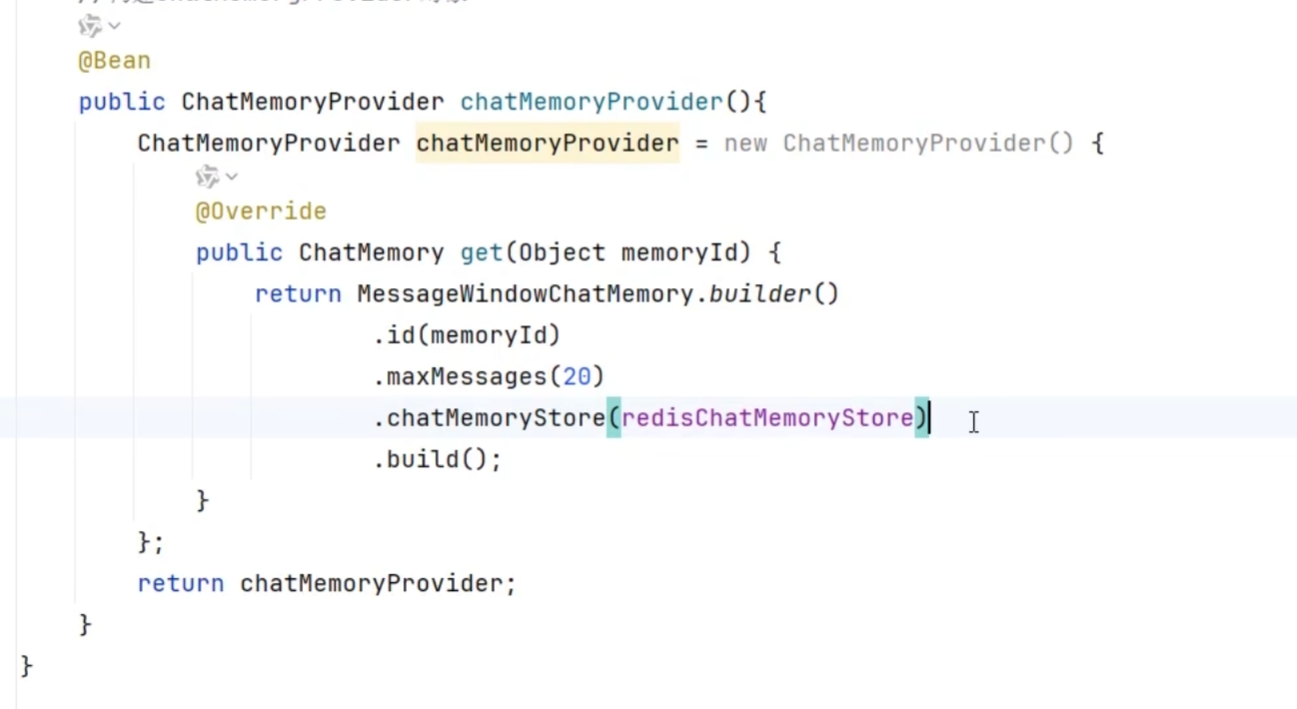 @Bean
public ChatMemoryProvider chatMemoryProvider(){
ChatMemoryProvider chatMemoryProvider = new ChatMemoryProvider() {
@Override
public ChatMemory get(Object memoryId) {
return MessageWindowChatMemory.builder()
.id(memoryId)
.maxMessages(20)
.chatMemoryStore(redisChatMemoryStore)
.build();
}
};
return chatMemoryProvider;
}
}